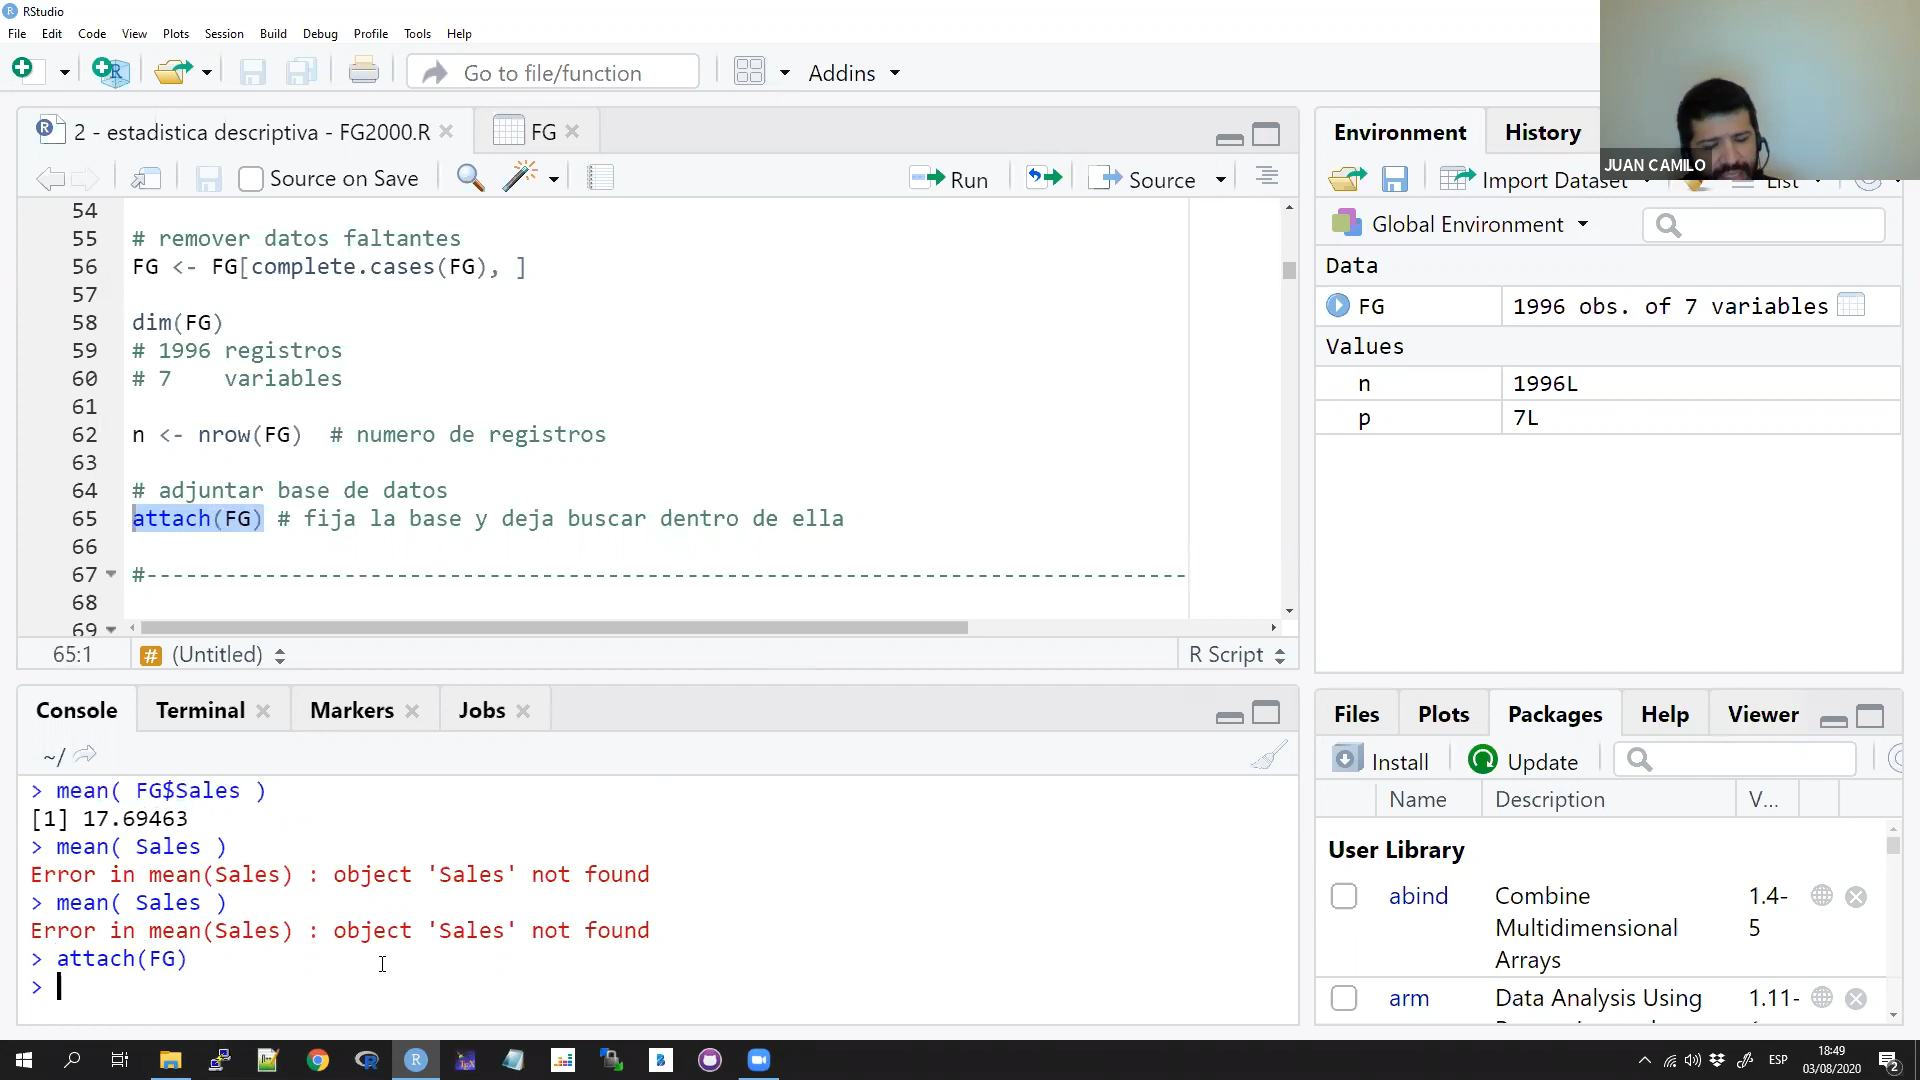 RStudio
File Edit Code View Plots Session Build Debug Profile Tools Help
Go to file/function
Addins
2 - estadistica descriptiva - FG2000.R
FG
Source on Save
Run
Source
54
55 # remover datos faltantes
56 FG <- FG[complete.cases(FG), ]
57
58 dim(FG)
59 # 1996 registros
60 # 7 variables
61
62 n <- nrow(FG) # numero de registros
63
64 # adjuntar base de datos
65 attach(FG) # fija la base y deja buscar dentro de ella
66
67 #-------------------------------------------------------------------------------
68
69
65:1 # (Untitled) R Script
Console Terminal Markers Jobs
~/
> mean( FG$Sales )
[1] 17.69463
> mean( Sales )
Error in mean(Sales) : object 'Sales' not found
> mean( Sales )
Error in mean(Sales) : object 'Sales' not found
> attach(FG)
>
Environment History
JUAN CAMILO
Import Dataset List
Global Environment
Data
FG 1996 obs. of 7 variables
Values
n 1996L
p 7L
Files Plots Packages Help Viewer
Install Update
Name Description V...
User Library
abind Combine Multidimensional Arrays 1.4-5
arm Data Analysis Using 1.11-
ESP
18:49
03/08/2020
2